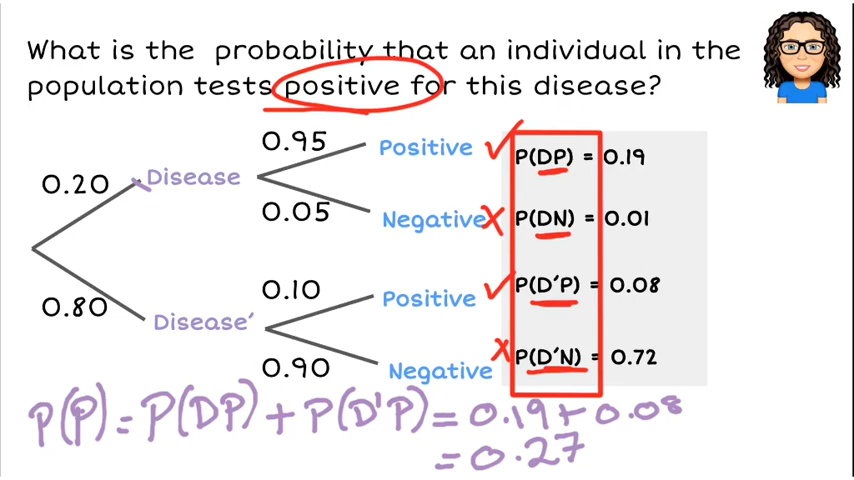 What is the probability that an individual in the
population tests positive for this disease?
0.95
Positive
P(DP) = 0.19
0.20
Disease
0.05
Negative
P(DN) = 0.01
0.10
Positive
P(D'P) = 0.08
0.80
Disease'
0.90
Negative
P(D'N) = 0.72
P(P) = P(DP) + P(D'P) = 0.19 + 0.08
= 0.27